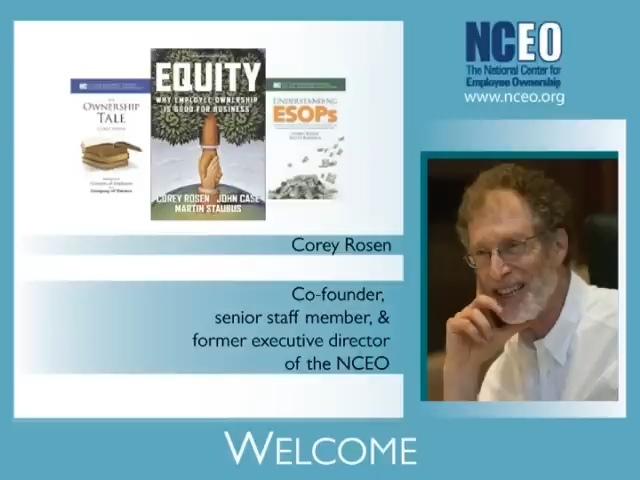 OWNERSHIP
TALE
EQUITY
WHY EMPLOYEE OWNERSHIP
IS GOOD FOR BUSINESS
COREY ROSEN JOHN CASE
MARTIN STAUBUS
UNDERSTANDING
ESOPs
NCEO
The National Center for
Employee Ownership
www.nceo.org
Corey Rosen
Co-founder,
senior staff member, &
former executive director
of the NCEO
WELCOME